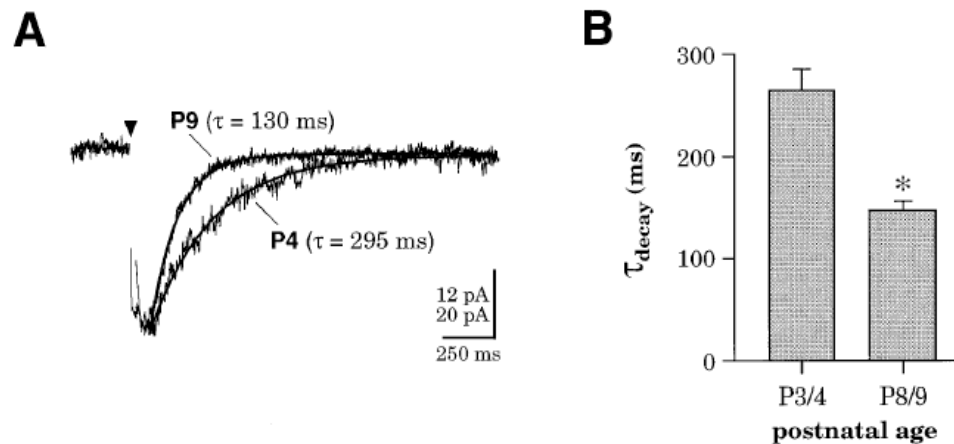 A
P9 (τ = 130 ms)
P4 (τ = 295 ms)
12 pA
20 pA
250 ms
B
300
200
100
0
τdecay (ms)
*
P3/4
P8/9
postnatal age